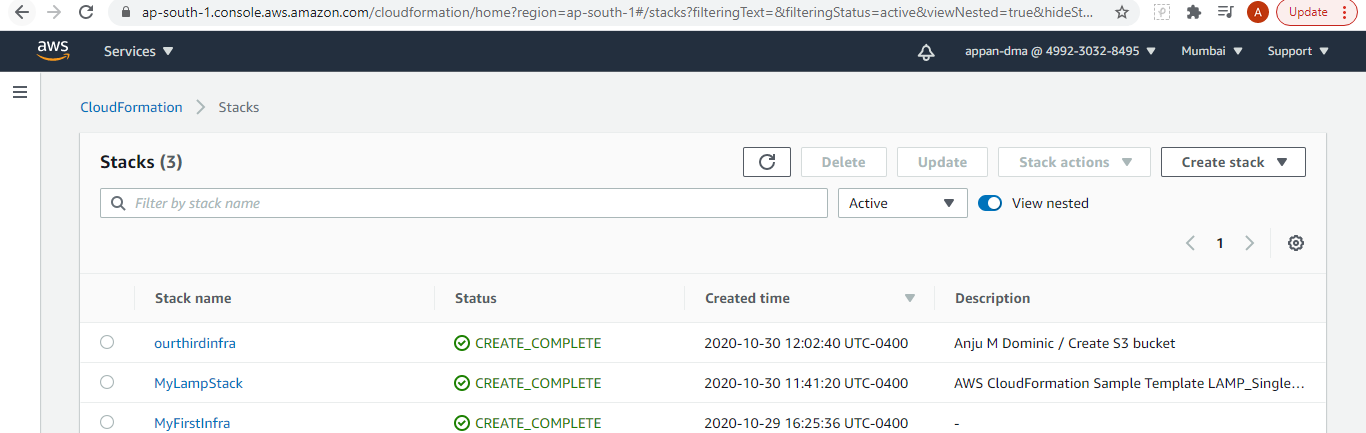 ap-south-1.console.aws.amazon.com/cloudformation/home?region=ap-south-1#/stacks?filteringText=&filteringStatus=active&viewNested=true&hideSt... A Update
aws Services appan-dma @ 4992-3032-8495 Mumbai Support
CloudFormation > Stacks
Stacks (3) Delete Update Stack actions Create stack
Filter by stack name Active View nested
< 1 >
Stack name Status Created time Description
ourthirdinfra CREATE_COMPLETE 2020-10-30 12:02:40 UTC-0400 Anju M Dominic / Create S3 bucket
MyLampStack CREATE_COMPLETE 2020-10-30 11:41:20 UTC-0400 AWS CloudFormation Sample Template LAMP_Single...
MyFirstInfra CREATE_COMPLETE 2020-10-29 16:25:36 UTC-0400 -